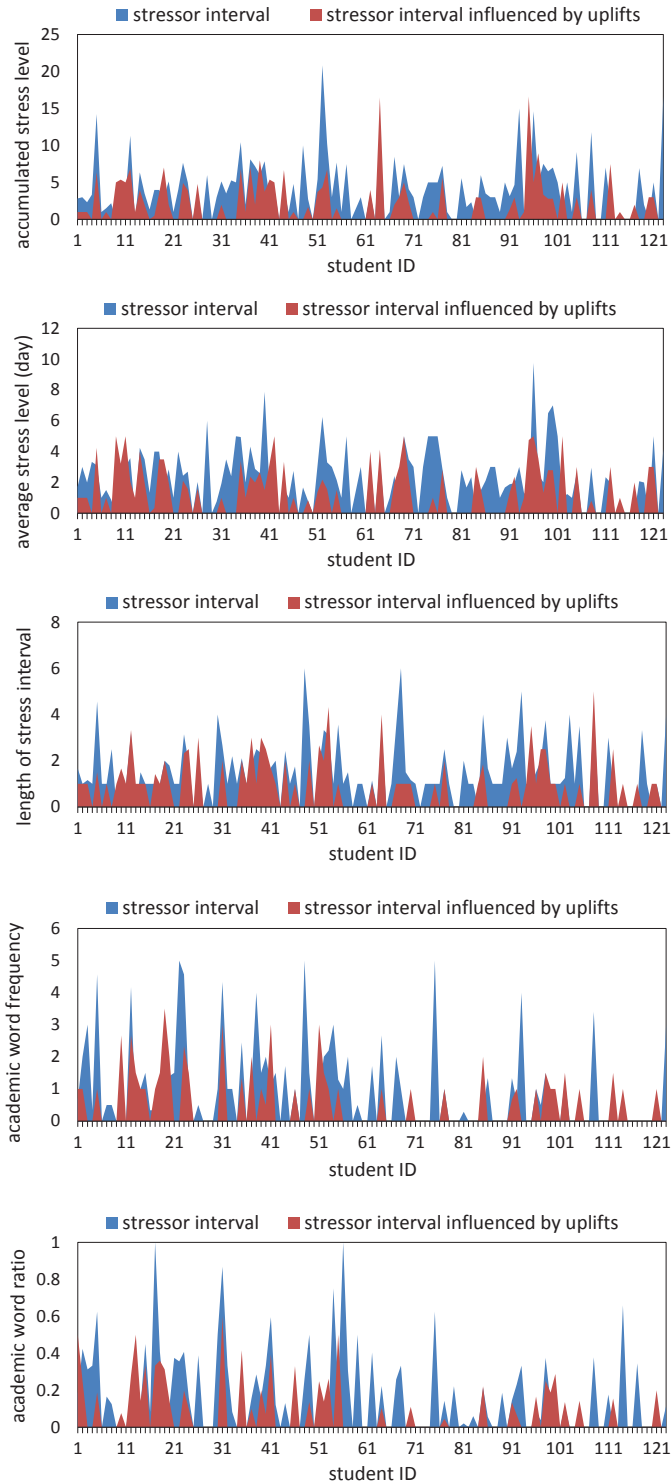 stressor interval stressor interval influenced by uplifts
accumulated stress level
25
20
15
10
5
0
1 11 21 31 41 51 61 71 81 91 101 111 121
student ID
stressor interval stressor interval influenced by uplifts
average stress level (day)
12
10
8
6
4
2
0
1 11 21 31 41 51 61 71 81 91 101 111 121
student ID
stressor interval stressor interval influenced by uplifts
length of stress interval
8
6
4
2
0
1 11 21 31 41 51 61 71 81 91 101 111 121
student ID
stressor interval stressor interval influenced by uplifts
academic word frequency
6
5
4
3
2
1
0
1 11 21 31 41 51 61 71 81 91 101 111 121
student ID
stressor interval stressor interval influenced by uplifts
academic word ratio
1
0.8
0.6
0.4
0.2
0
1 11 21 31 41 51 61 71 81 91 101 111 121
student ID